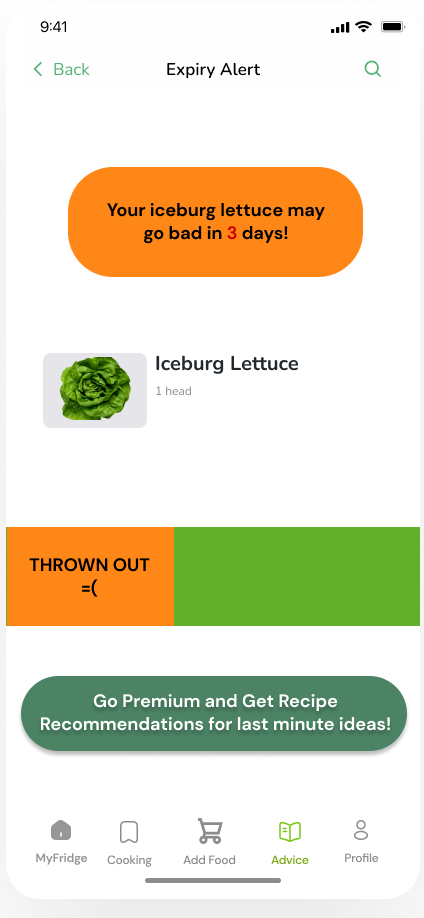 9:41
Back
Expiry Alert
Your iceburg lettuce may
go bad in 3 days!
Iceburg Lettuce
1 head
THROWN OUT
=(
Go Premium and Get Recipe
Recommendations for last minute ideas!
MyFridge
Cooking
Add Food
Advice
Profile